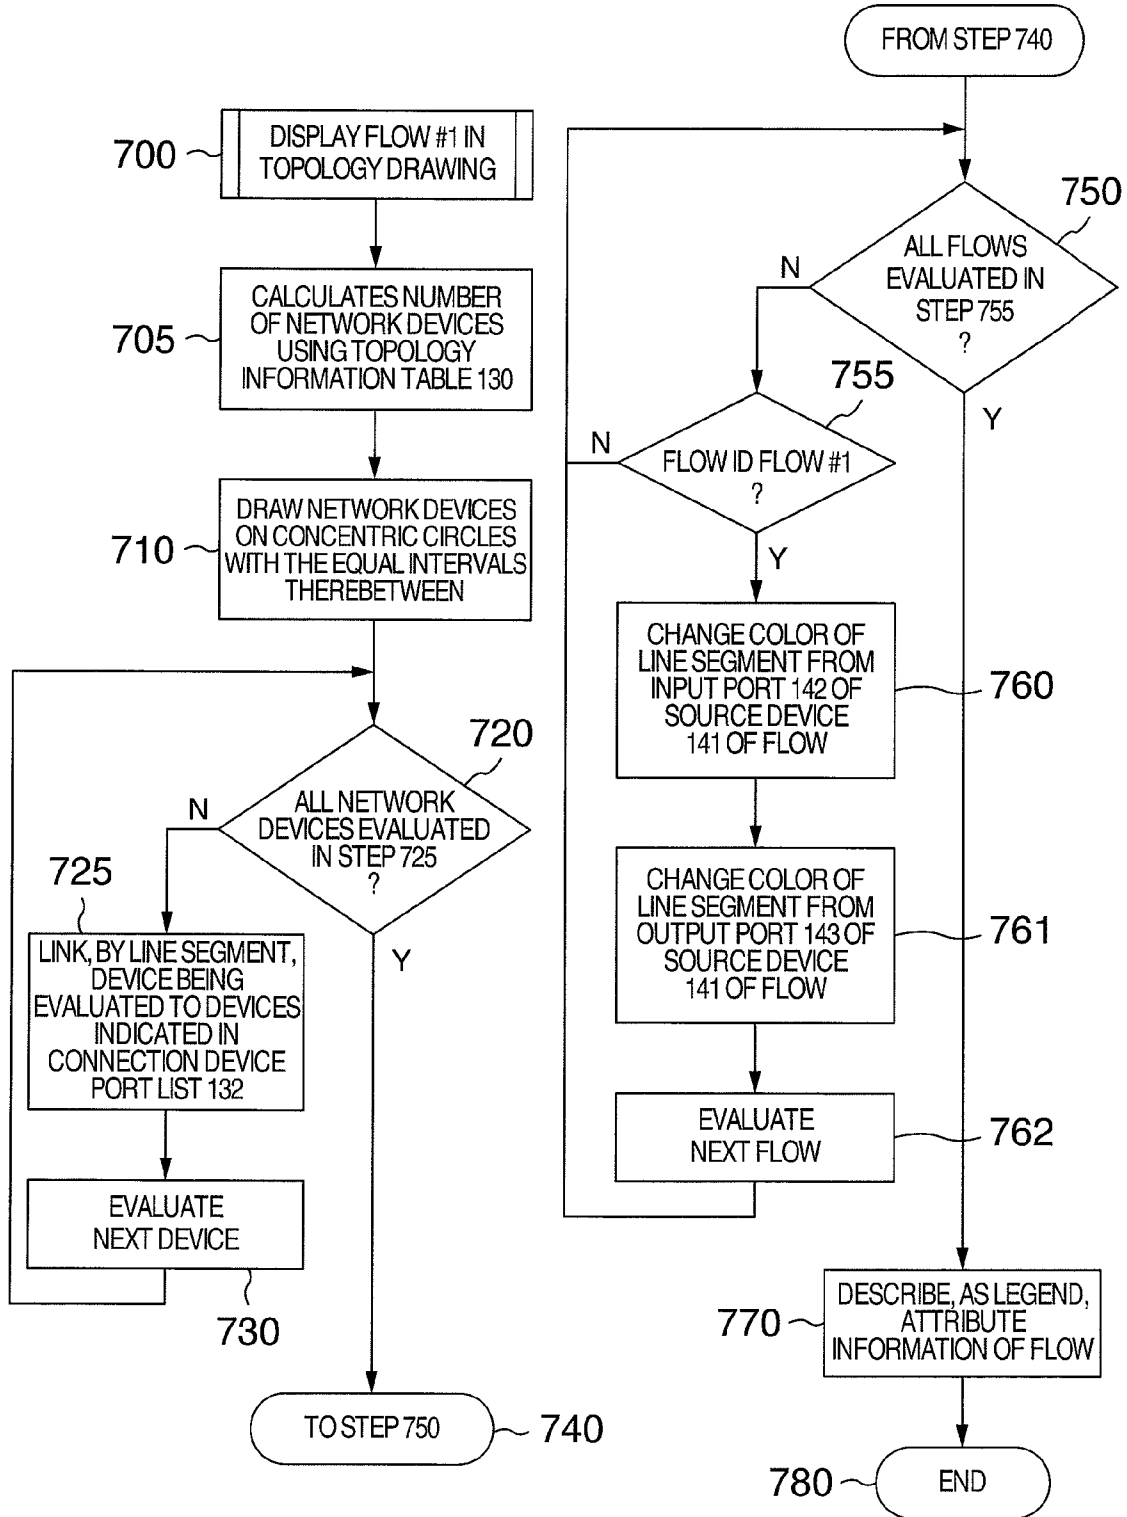 700
DISPLAY FLOW #1 IN
TOPOLOGY DRAWING
705
CALCULATES NUMBER
OF NETWORK DEVICES
USING TOPOLOGY
INFORMATION TABLE 130
710
DRAW NETWORK DEVICES
ON CONCENTRIC CIRCLES
WITH THE EQUAL INTERVALS
THEREBETWEEN
720
ALL NETWORK
DEVICES EVALUATED
IN STEP 725
?
N
Y
725
LINK, BY LINE SEGMENT,
DEVICE BEING
EVALUATED TO DEVICES
INDICATED IN
CONNECTION DEVICE
PORT LIST 132
EVALUATE
NEXT DEVICE
730
TO STEP 750
740
FROM STEP 740
750
ALL FLOWS
EVALUATED IN
STEP 755
?
N
Y
755
FLOW ID FLOW #1
?
N
Y
CHANGE COLOR OF
LINE SEGMENT FROM
INPUT PORT 142 OF
SOURCE DEVICE
141 OF FLOW
760
CHANGE COLOR OF
LINE SEGMENT FROM
OUTPUT PORT 143 OF
SOURCE DEVICE
141 OF FLOW
761
EVALUATE
NEXT FLOW
762
770
DESCRIBE, AS LEGEND,
ATTRIBUTE
INFORMATION OF FLOW
780
END